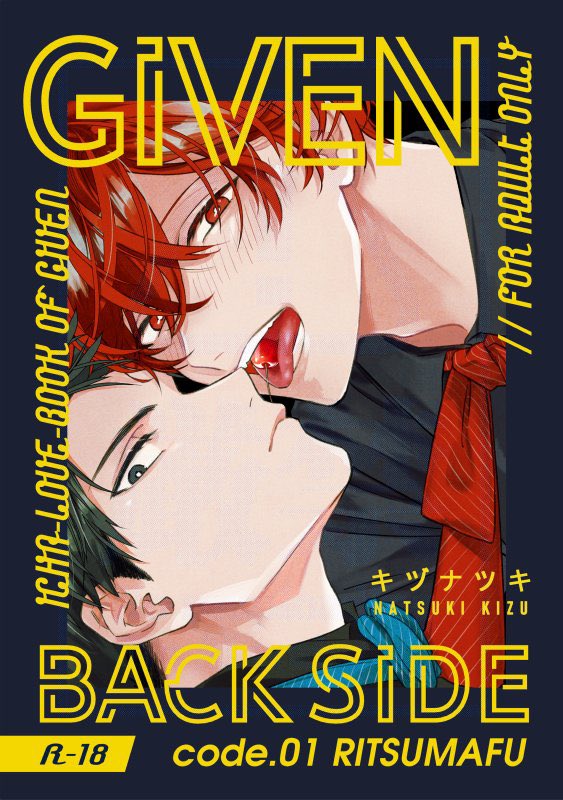 GIVEN
// FOR ADULT ONLY
ICHA-LOVE-BOOK OF GIVEN
キヅナツキ
NATSUKI KIZU
BACK SIDE
R-18
code.01 RITSUMAFU